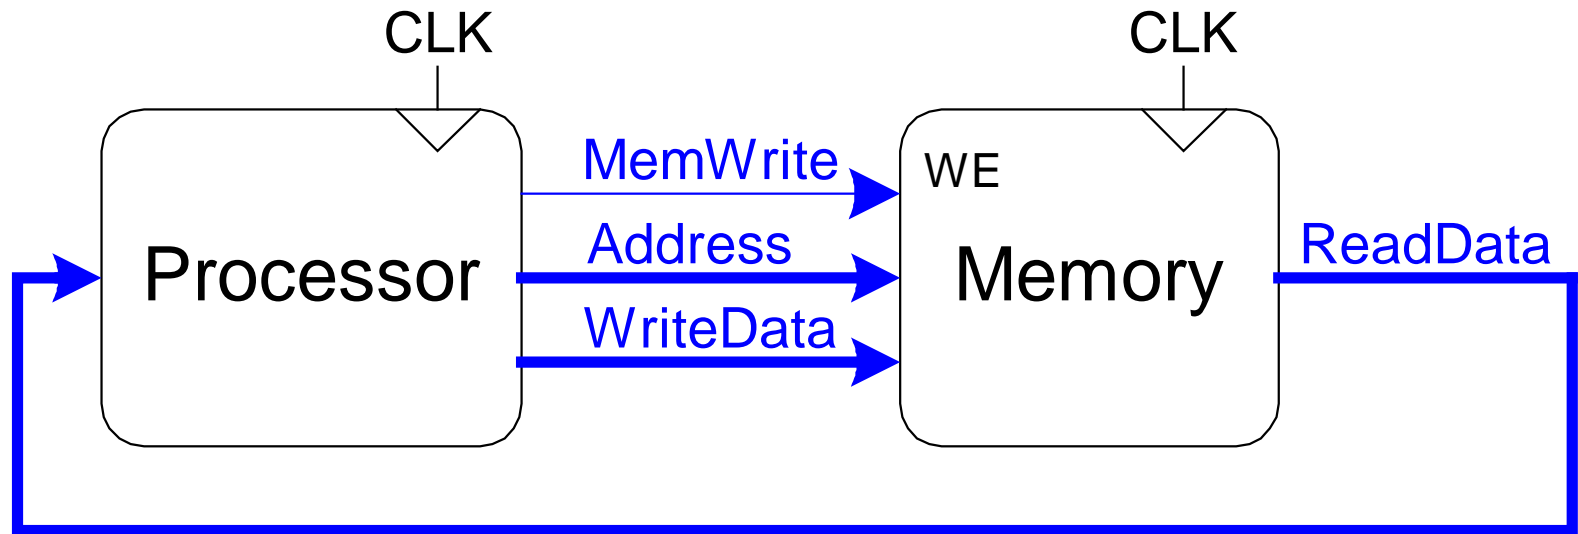 CLK
CLK
MemWrite
WE
Address
ReadData
Processor
Memory
WriteData